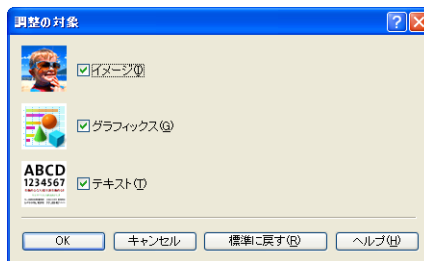 調整の対象
イメージ(I)
グラフィックス(G)
ABCD
1234567
テキスト(T)
OK
キャンセル
標準に戻す(R)
ヘルプ(H)